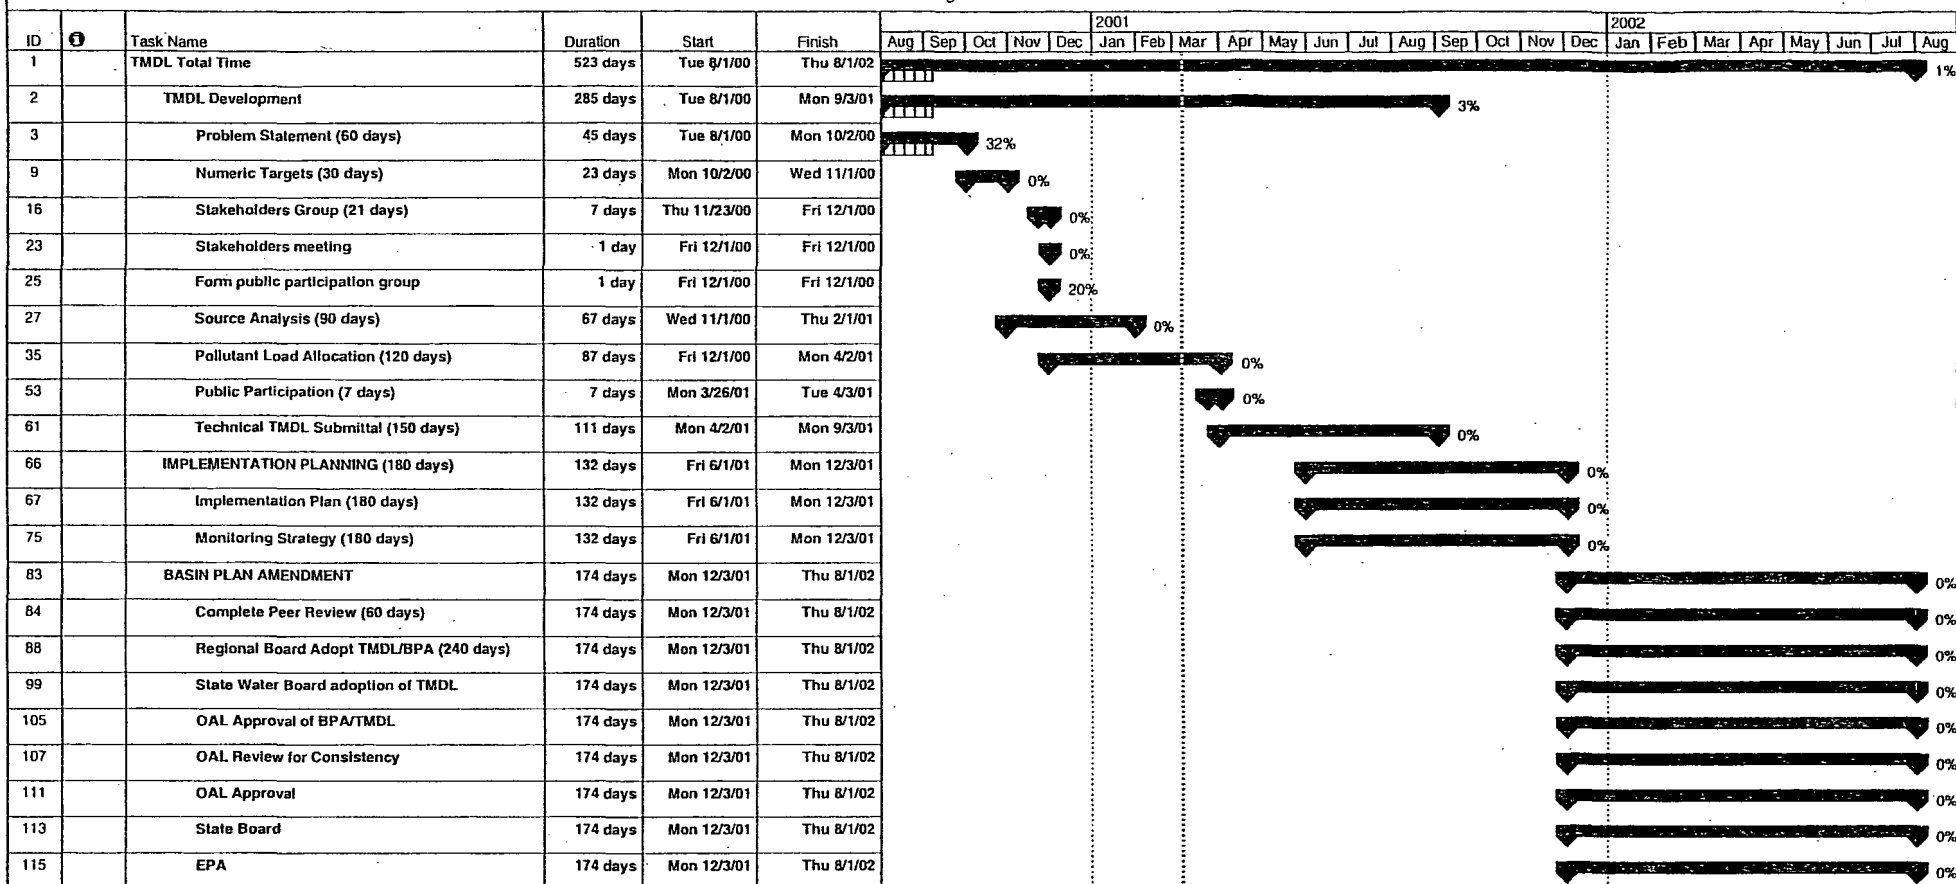 2001 2002
ID Task Name Duration Start Finish Aug Sep Oct Nov Dec Jan Feb Mar Apr May Jun Jul Aug Sep Oct Nov Dec Jan Feb Mar Apr May Jun Jul Aug
1 TMDL Total Time 523 days Tue 8/1/00 Thu 8/1/02 1%
2 TMDL Development 285 days Tue 8/1/00 Mon 9/3/01 3%
3 Problem Statement (60 days) 45 days Tue 8/1/00 Mon 10/2/00 32%
9 Numeric Targets (30 days) 23 days Mon 10/2/00 Wed 11/1/00 0%
16 Stakeholders Group (21 days) 7 days Thu 11/23/00 Fri 12/1/00 0%
23 Stakeholders meeting 1 day Fri 12/1/00 Fri 12/1/00 0%
25 Form public participation group 1 day Fri 12/1/00 Fri 12/1/00 20%
27 Source Analysis (90 days) 67 days Wed 11/1/00 Thu 2/1/01 0%
35 Pollutant Load Allocation (120 days) 87 days Fri 12/1/00 Mon 4/2/01 0%
53 Public Participation (7 days) 7 days Mon 3/26/01 Tue 4/3/01 0%
61 Technical TMDL Submittal (150 days) 111 days Mon 4/2/01 Mon 9/3/01 0%
66 IMPLEMENTATION PLANNING (180 days) 132 days Fri 6/1/01 Mon 12/3/01 0%
67 Implementation Plan (180 days) 132 days Fri 6/1/01 Mon 12/3/01 0%
75 Monitoring Strategy (180 days) 132 days Fri 6/1/01 Mon 12/3/01 0%
83 BASIN PLAN AMENDMENT 174 days Mon 12/3/01 Thu 8/1/02 0%
84 Complete Peer Review (60 days) 174 days Mon 12/3/01 Thu 8/1/02 0%
88 Regional Board Adopt TMDL/BPA (240 days) 174 days Mon 12/3/01 Thu 8/1/02 0%
99 State Water Board adoption of TMDL 174 days Mon 12/3/01 Thu 8/1/02 0%
105 OAL Approval of BPA/TMDL 174 days Mon 12/3/01 Thu 8/1/02 0%
107 OAL Review for Consistency 174 days Mon 12/3/01 Thu 8/1/02 0%
111 OAL Approval 174 days Mon 12/3/01 Thu 8/1/02 0%
113 State Board 174 days Mon 12/3/01 Thu 8/1/02 0%
115 EPA 174 days Mon 12/3/01 Thu 8/1/02 0%